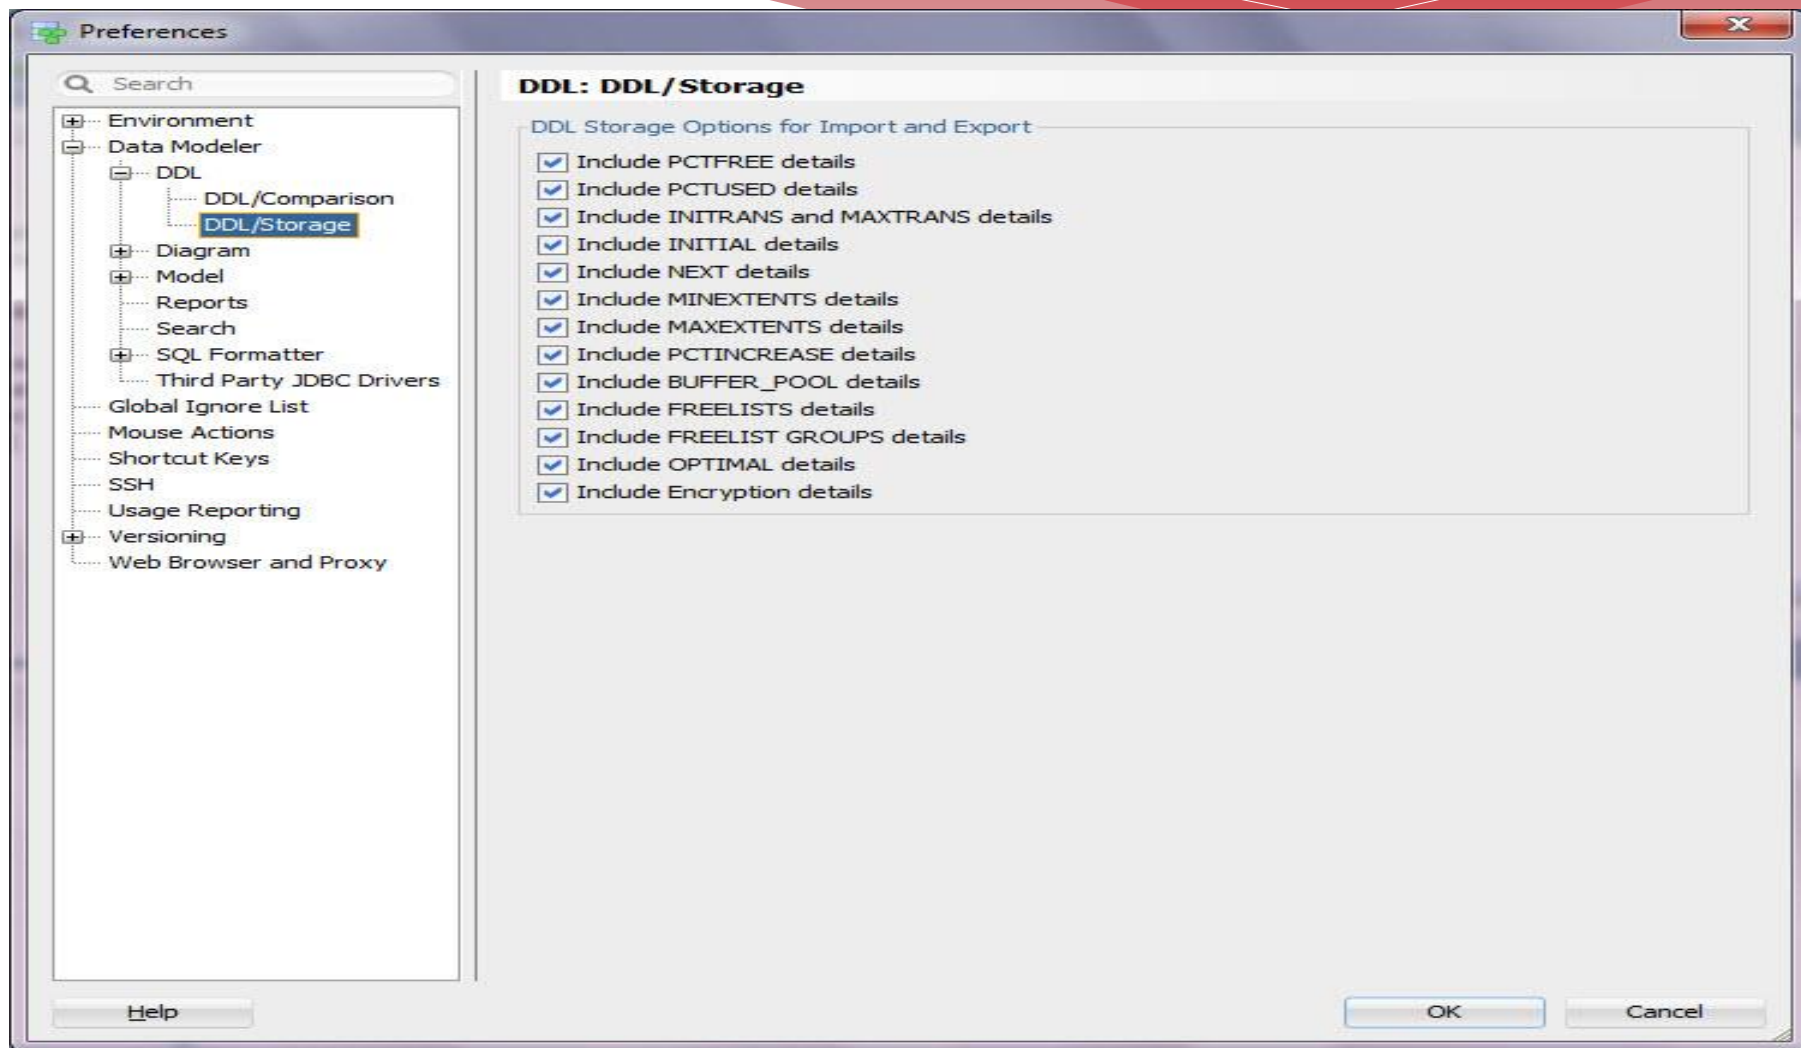 Preferences
Search
Environment
Data Modeler
DDL
DDL/Comparison
DDL/Storage
Diagram
Model
Reports
Search
SQL Formatter
Third Party JDBC Drivers
Global Ignore List
Mouse Actions
Shortcut Keys
SSH
Usage Reporting
Versioning
Web Browser and Proxy
DDL: DDL/Storage
DDL Storage Options for Import and Export
Include PCTFREE details
Include PCTUSED details
Include INITRANS and MAXTRANS details
Include INITIAL details
Include NEXT details
Include MINEXTENTS details
Include MAXEXTENTS details
Include PCTINCREASE details
Include BUFFER_POOL details
Include FREELISTS details
Include FREELIST GROUPS details
Include OPTIMAL details
Include Encryption details
Help
OK
Cancel